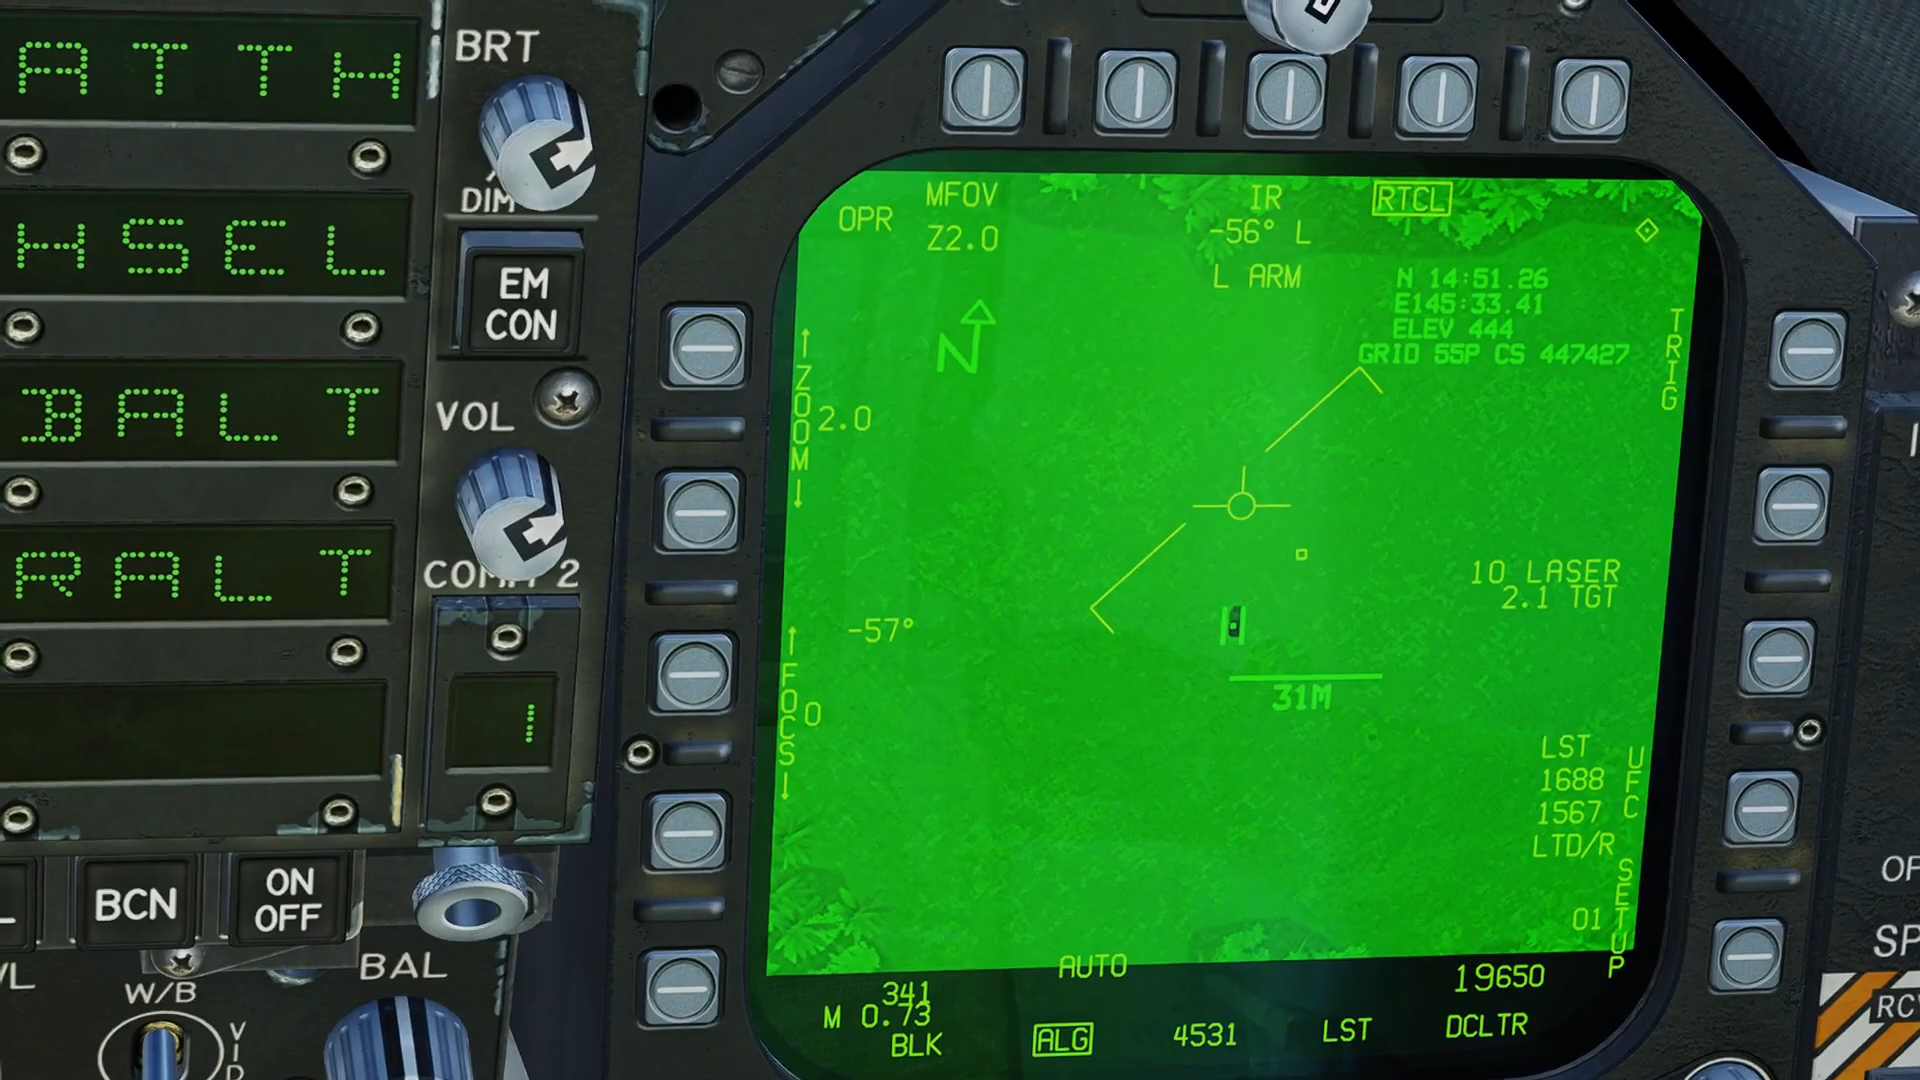 ATTH
HSEL
BALT
RALT
BRT
DIM
EM
CON
VOL
COMM 2
1
BCN
ON
OFF
BAL
W/B
VID
OPR
MFOV
Z2.0
IR
-56° L
L ARM
RTCL
N 14:51.26
E145:33.41
ELEV 444
GRID 55P CS 447427
TRIG
N
ZOOM
2.0
10 LASER
2.1 TGT
-57°
FOCS
0
31M
LST
1688
1567
LTD/R
UFC
SETUP
01
AUTO
19650
341
M 0.73
BLK
ALG
4531
LST
DCLTR
RCV